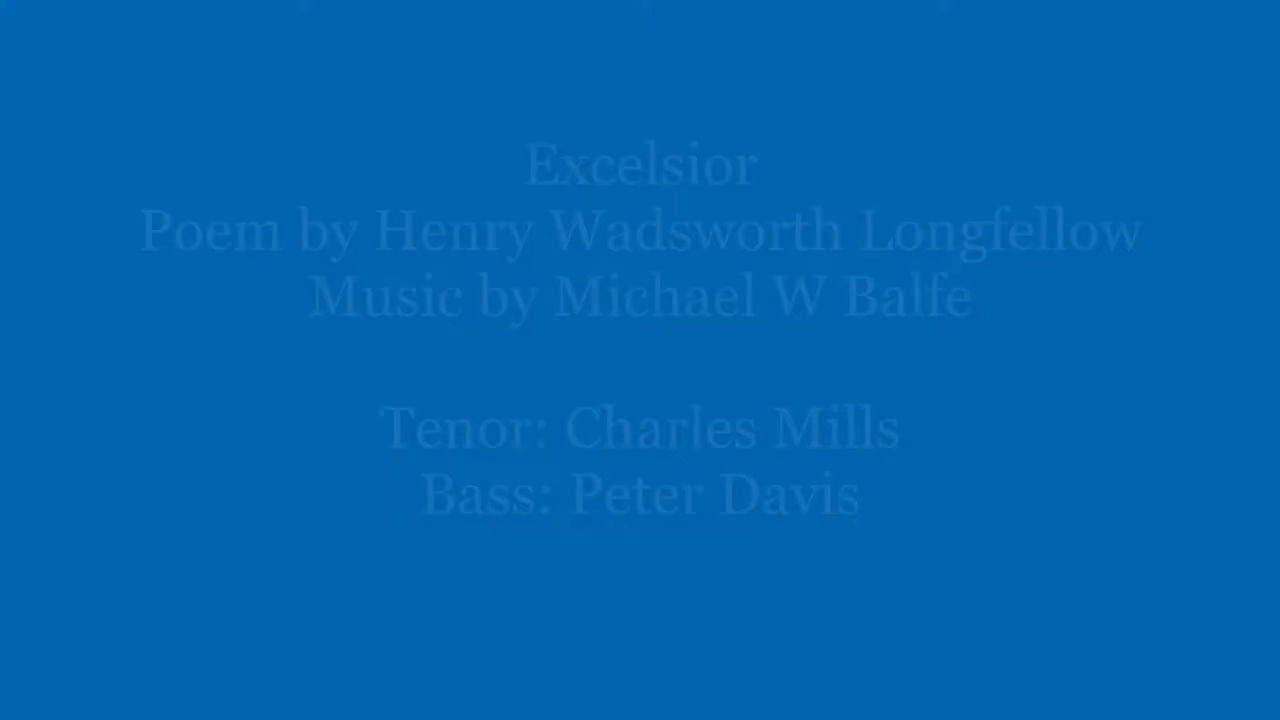 Excelsior
Poem by Henry Wadsworth Longfellow
Music by Michael W Balfe
Tenor: Charles Mills
Bass: Peter Davis